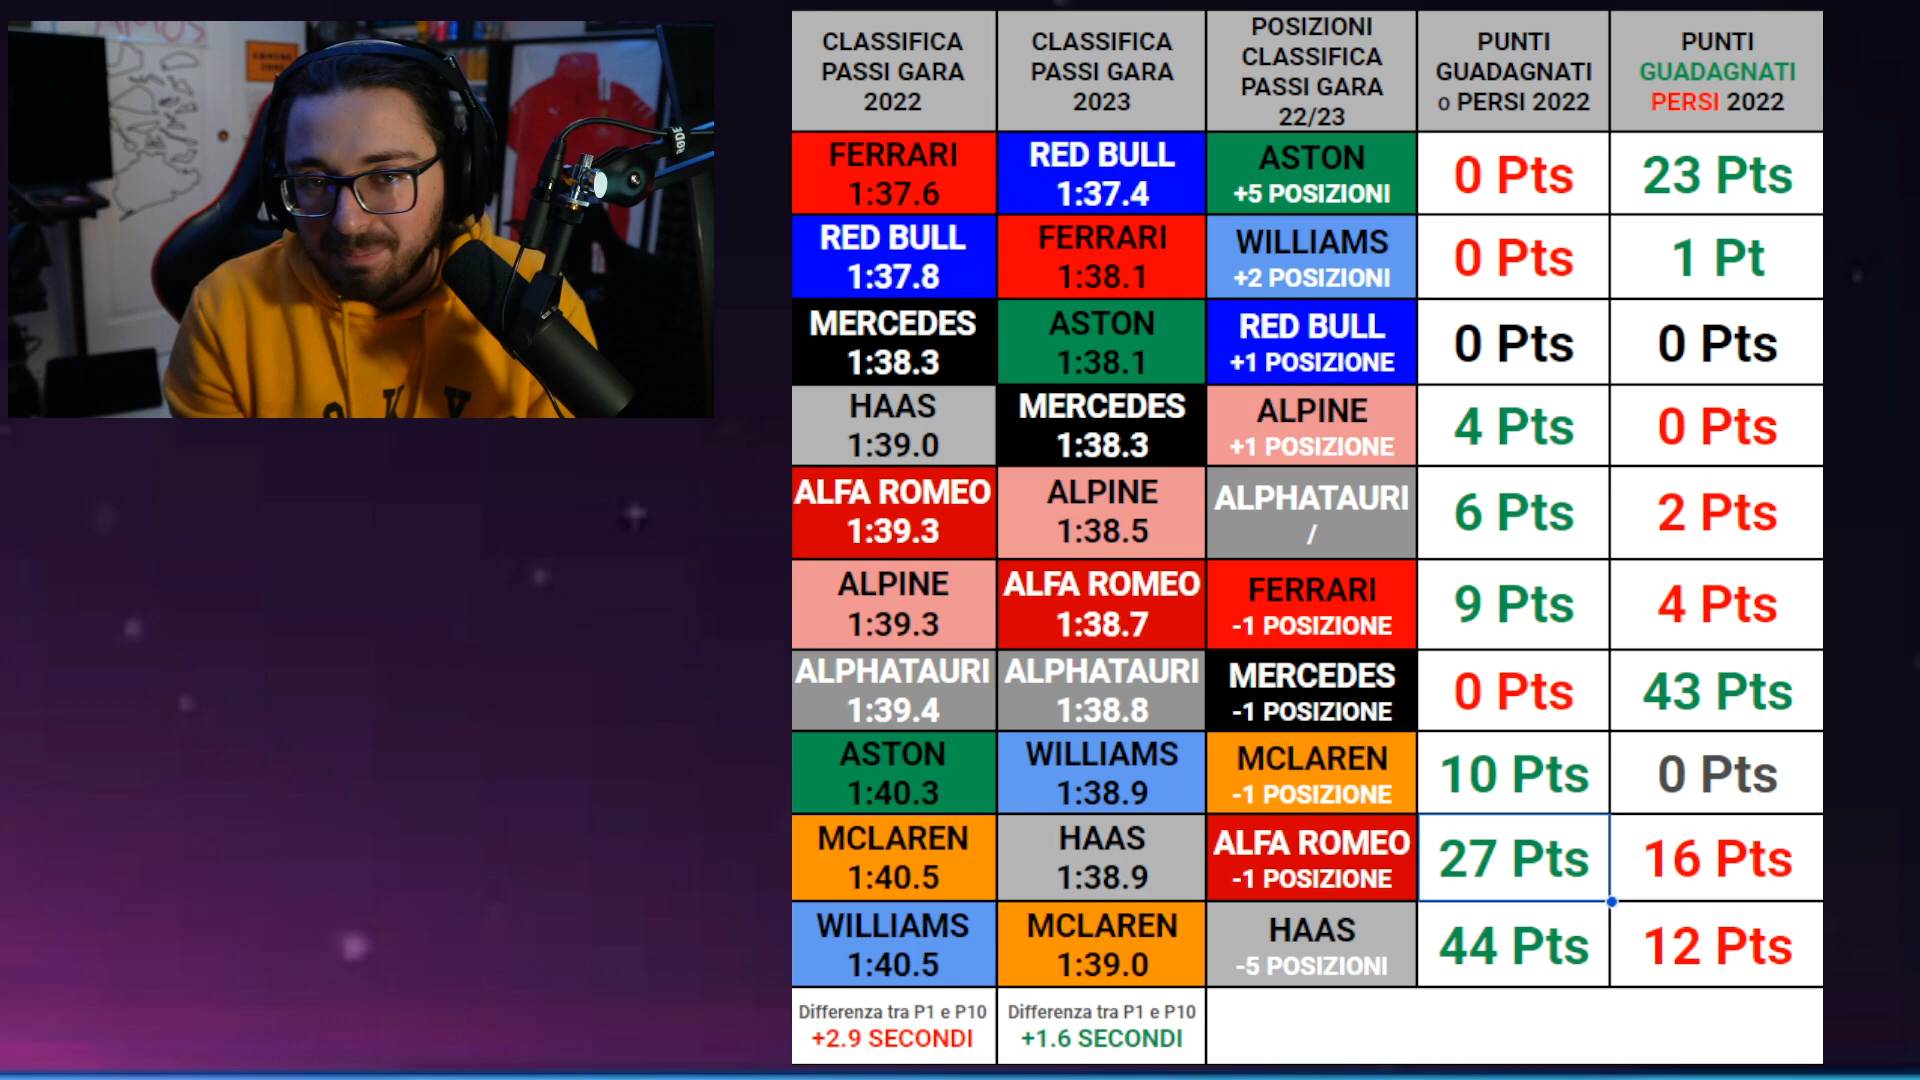 CLASSIFICA
PASSI GARA
2022
CLASSIFICA
PASSI GARA
2023
POSIZIONI
CLASSIFICA
PASSI GARA
22/23
PUNTI
GUADAGNATI
o PERSI 2022
PUNTI
GUADAGNATI
PERSI 2022
FERRARI
1:37.6
RED BULL
1:37.4
ASTON
+5 POSIZIONI
0 Pts
23 Pts
RED BULL
1:37.8
FERRARI
1:38.1
WILLIAMS
+2 POSIZIONI
0 Pts
1 Pt
MERCEDES
1:38.3
ASTON
1:38.1
RED BULL
+1 POSIZIONE
0 Pts
0 Pts
HAAS
1:39.0
MERCEDES
1:38.3
ALPINE
+1 POSIZIONE
4 Pts
0 Pts
ALFA ROMEO
1:39.3
ALPINE
1:38.5
ALPHATAURI
/
6 Pts
2 Pts
ALPINE
1:39.3
ALFA ROMEO
1:38.7
FERRARI
-1 POSIZIONE
9 Pts
4 Pts
ALPHATAURI
1:39.4
ALPHATAURI
1:38.8
MERCEDES
-1 POSIZIONE
0 Pts
43 Pts
ASTON
1:40.3
WILLIAMS
1:38.9
MCLAREN
-1 POSIZIONE
10 Pts
0 Pts
MCLAREN
1:40.5
HAAS
1:38.9
ALFA ROMEO
-1 POSIZIONE
27 Pts
16 Pts
WILLIAMS
1:40.5
MCLAREN
1:39.0
HAAS
-5 POSIZIONI
44 Pts
12 Pts
Differenza tra P1 e P10
+2.9 SECONDI
Differenza tra P1 e P10
+1.6 SECONDI
RØDE